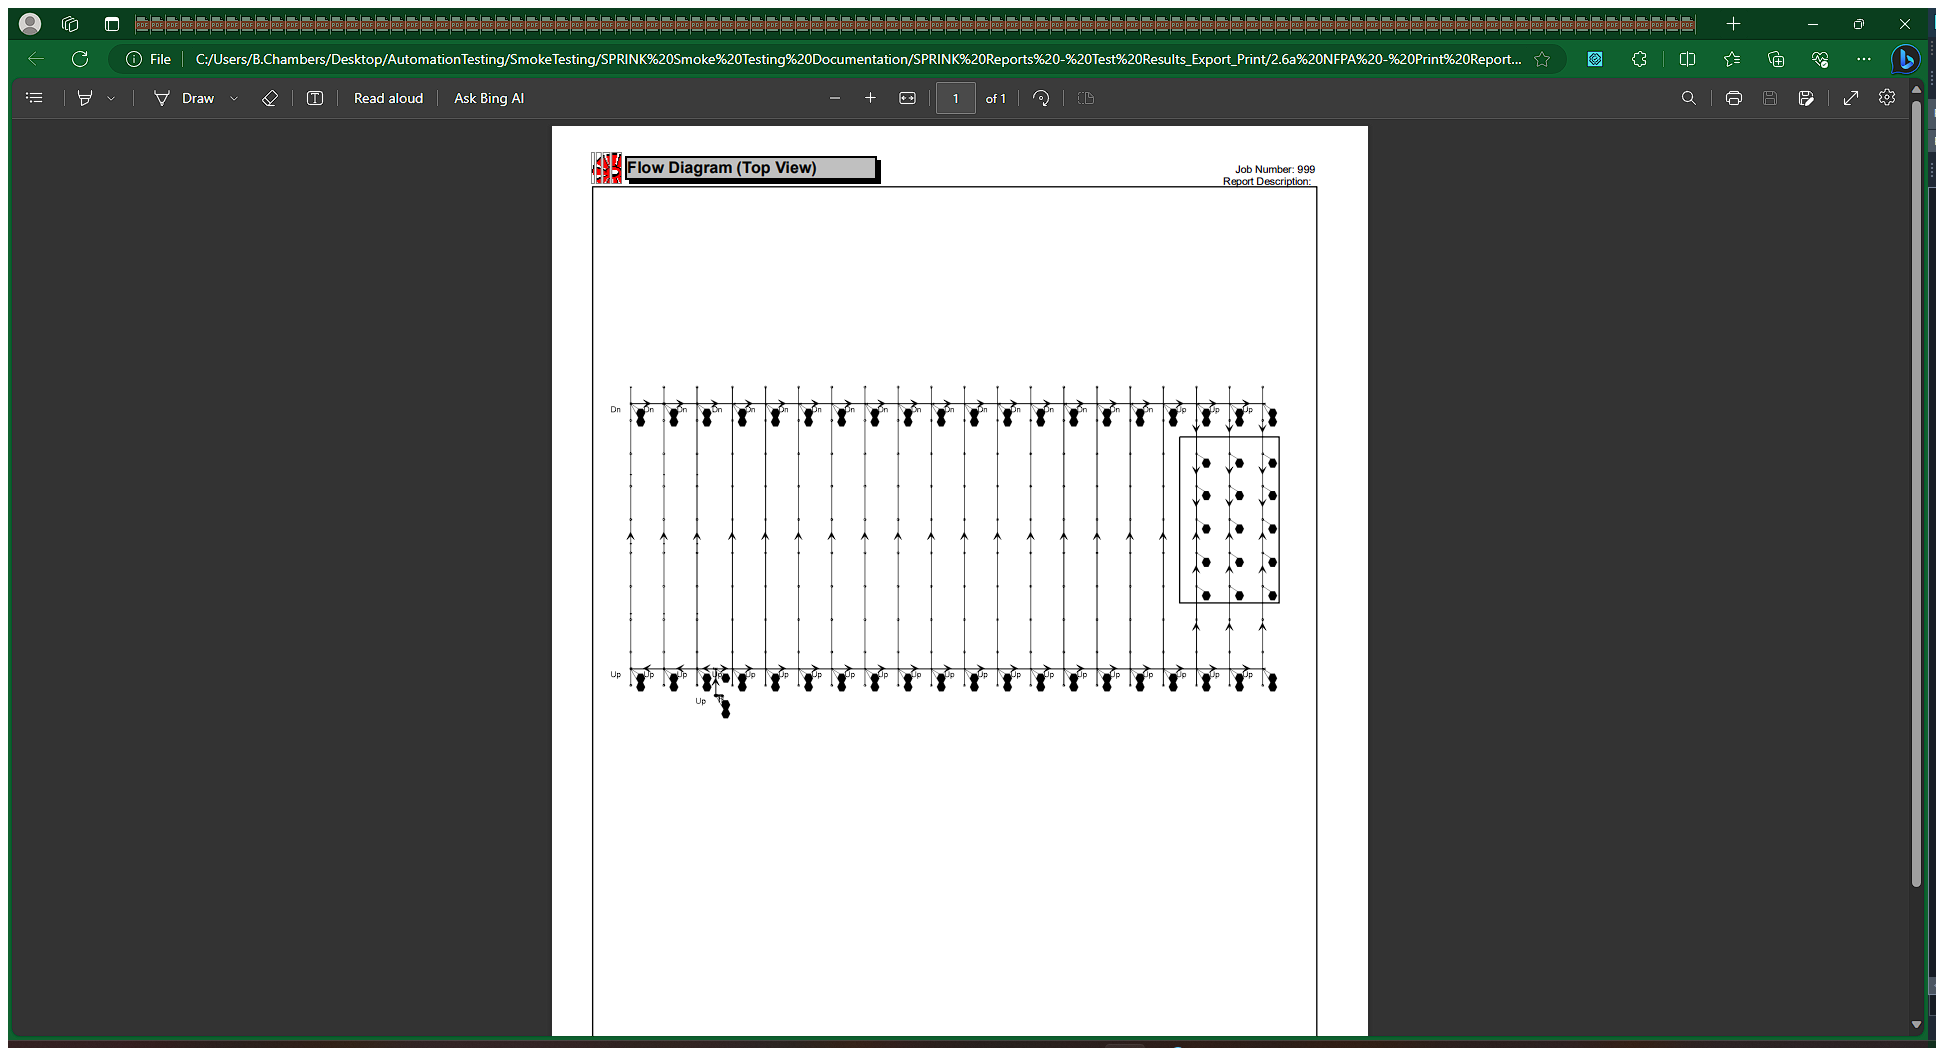 File
C:/Users/B.Chambers/Desktop/AutomationTesting/SmokeTesting/SPRINK%20Smoke%20Testing%20Documentation/SPRINK%20Reports%20-%20Test%20Results_Export_Print/2.6a%20NFPA%20-%20Print%20Report...
Draw
Read aloud
Ask Bing AI
1 of 1
Flow Diagram (Top View)
Job Number: 999
Report Description:
Dn Dn Dn Dn Dn Dn Dn Dn Dn Dn Dn Dn Dn Dn Dn Dn Dn Up Up Up
Up Up Up Up Up Up Up Up Up Up Up Up Up Up Up Up Up Up Up Up
Up